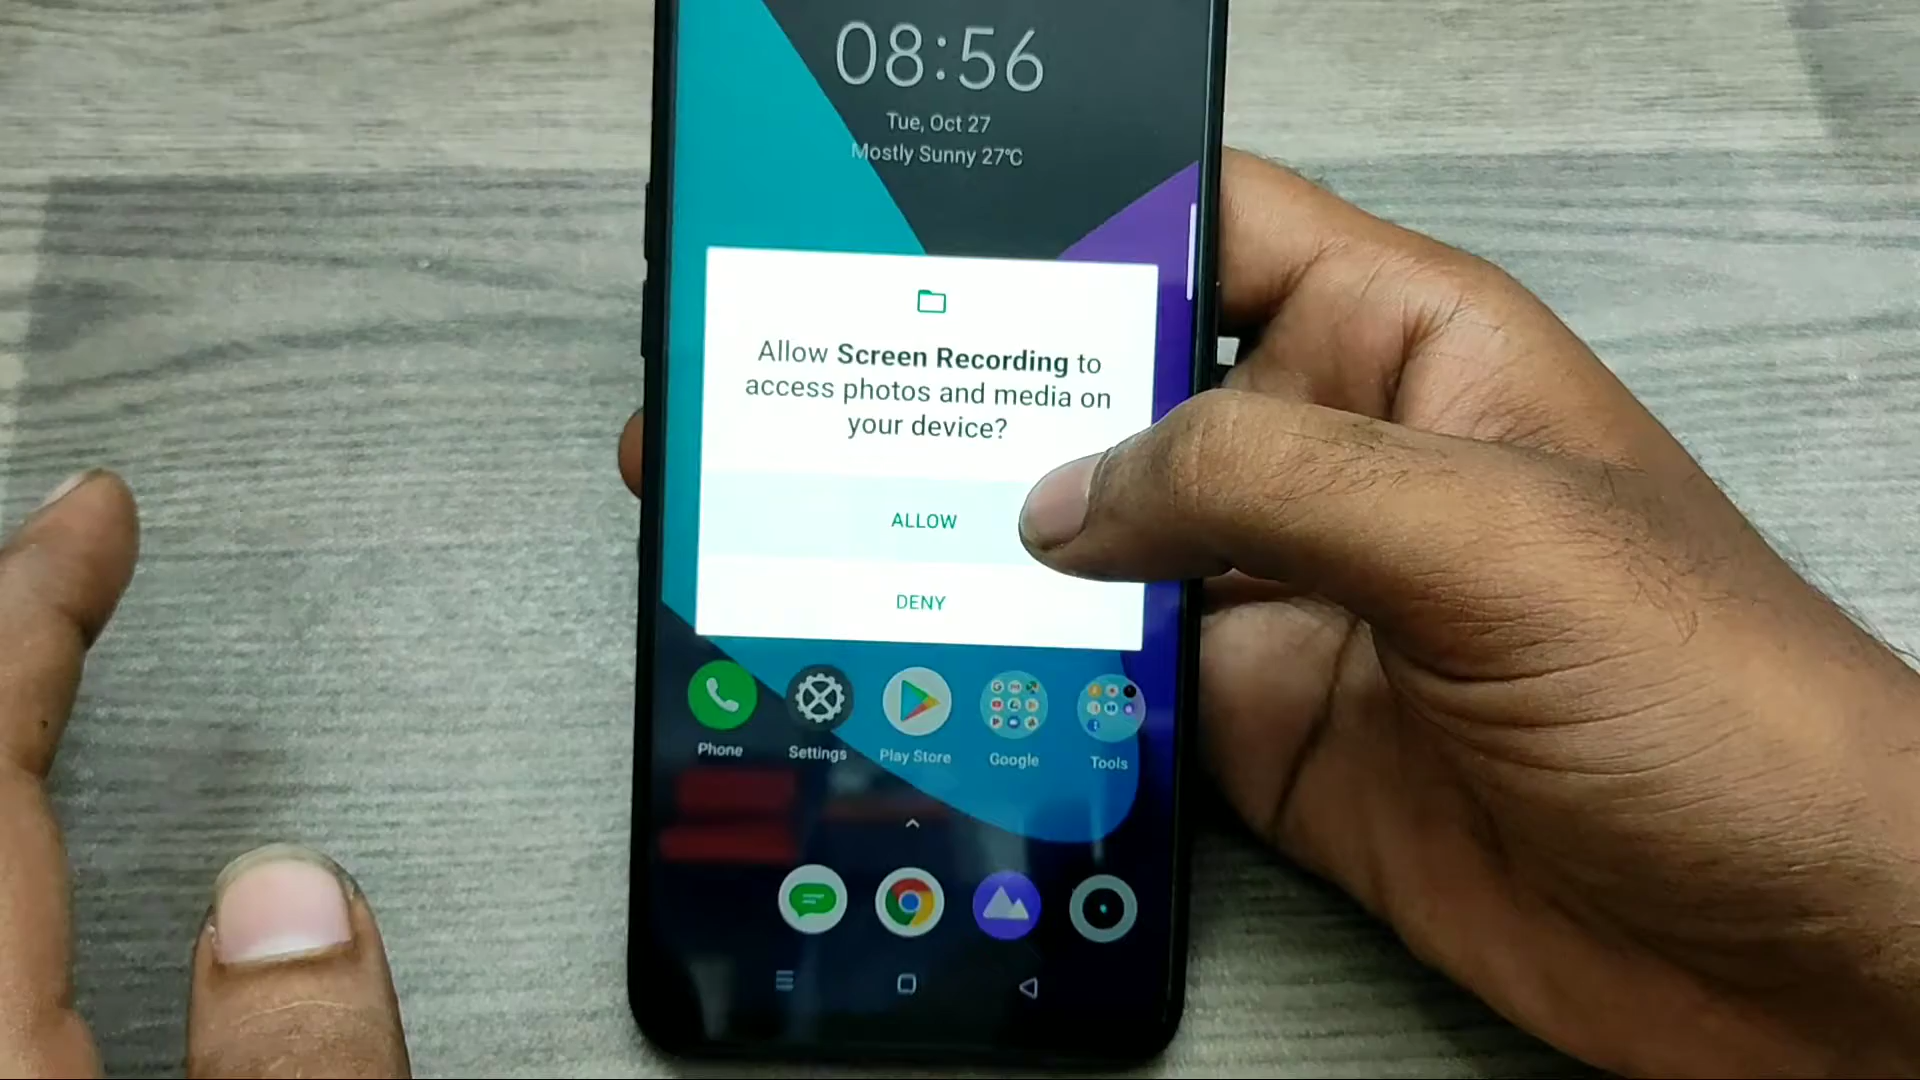 08:56
Tue, Oct 27
Mostly Sunny 27°C
Allow Screen Recording to
access photos and media on
your device?
ALLOW
DENY
Phone
Settings
Play Store
Google
Tools